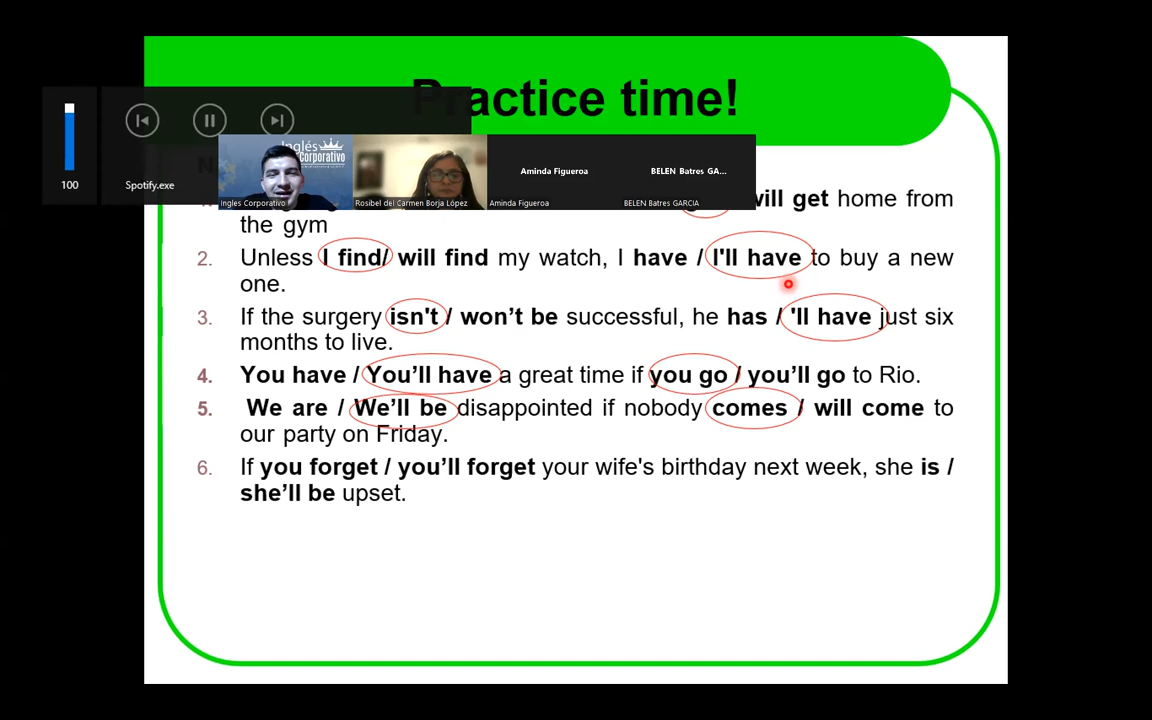 Practice time!
100
Spotify.exe
Inglés
Corporativo
Aminda Figueroa
BELEN Batres GA...
Ingles Corporativo
Rosibel del Carmen Borja López
Aminda Figueroa
BELEN Batres GARCIA
will get home from
the gym
2. Unless I find/ will find my watch, I have / I'll have to buy a new
one.
3. If the surgery isn't / won’t be successful, he has / 'll have just six
months to live.
4. You have / You’ll have a great time if you go / you’ll go to Rio.
5. We are / We’ll be disappointed if nobody comes / will come to
our party on Friday.
6. If you forget / you’ll forget your wife's birthday next week, she is /
she’ll be upset.